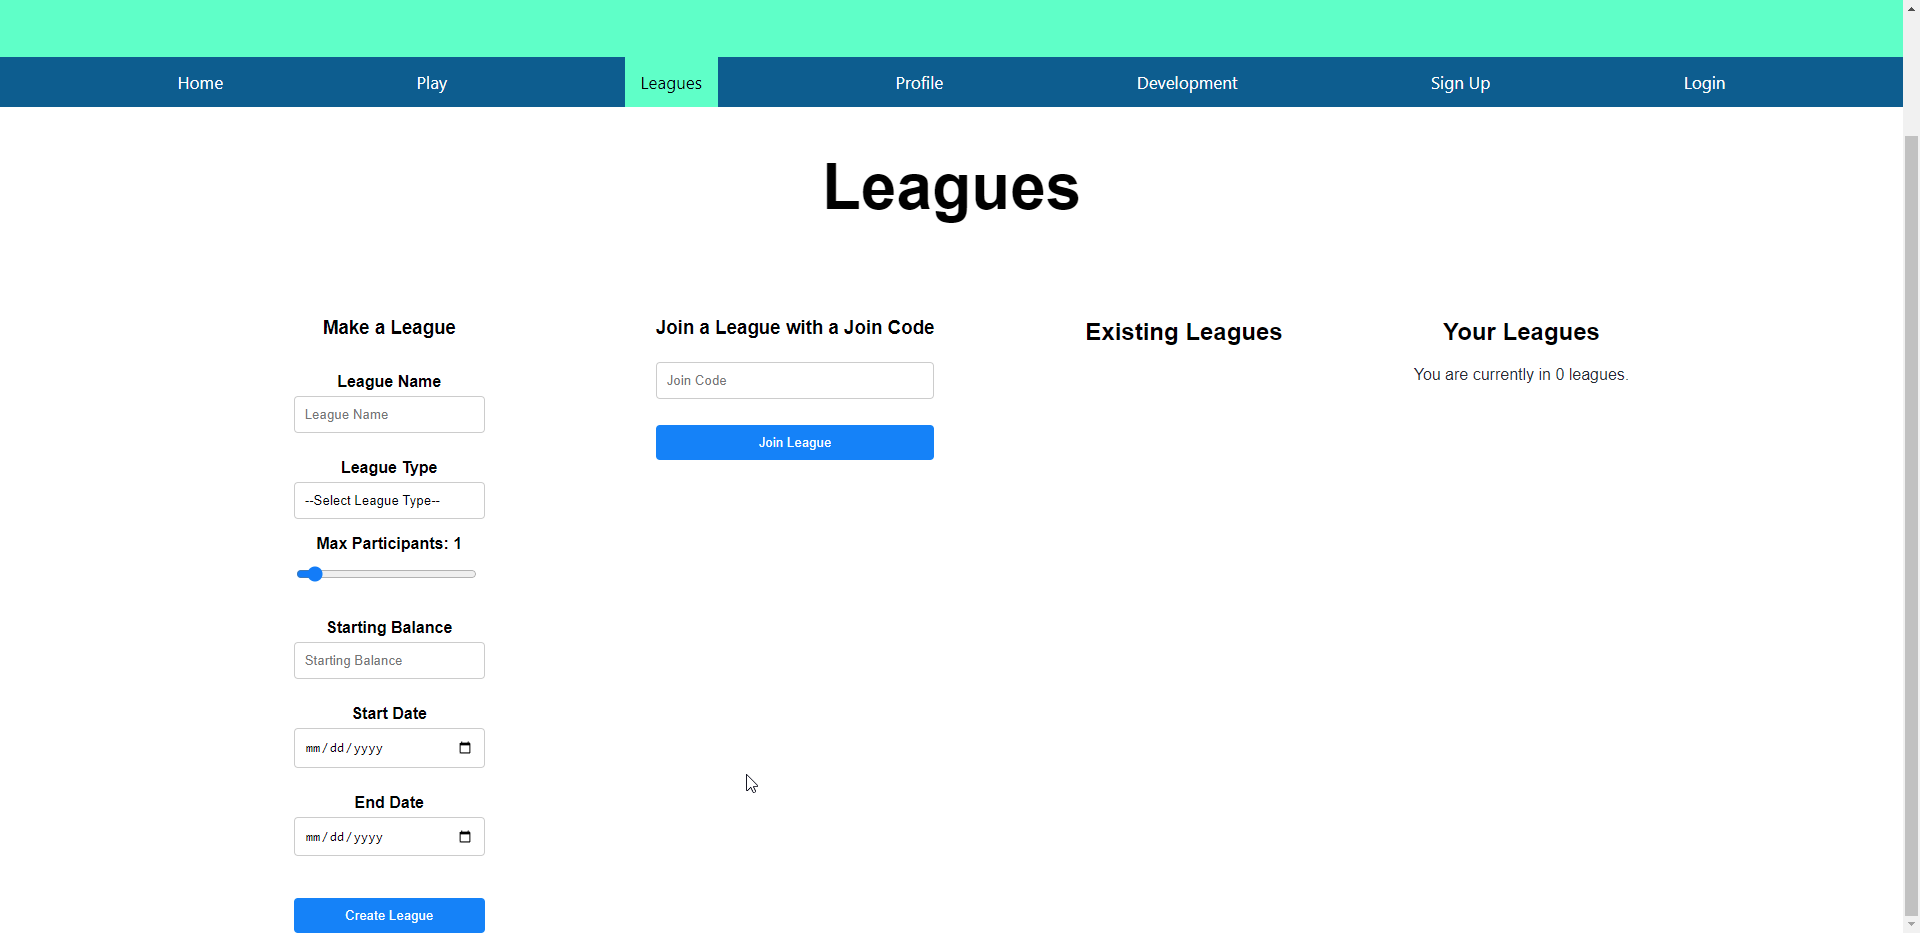 Home Play Leagues Profile Development Sign Up Login
Leagues
Make a League
League Name
League Name
League Type
--Select League Type--
Max Participants: 1
Starting Balance
Starting Balance
Start Date
mm/dd/yyyy
End Date
mm/dd/yyyy
Create League
Join a League with a Join Code
Join Code
Join League
Existing Leagues
Your Leagues
You are currently in 0 leagues.